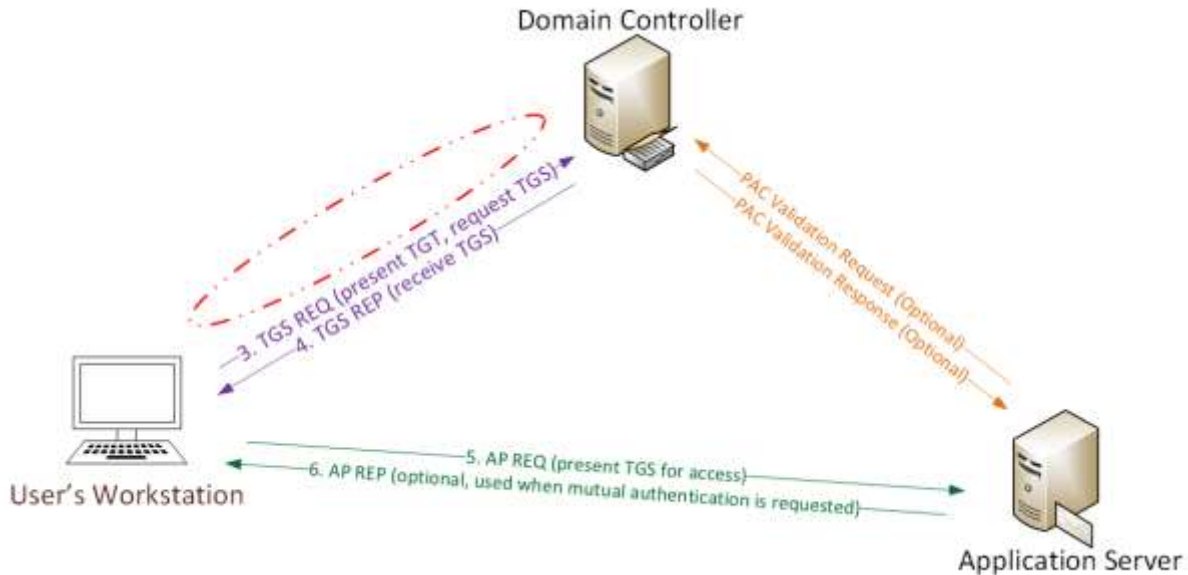 Domain Controller
3. TGS REQ (present TGT, request TGS)
4. TGS REP (receive TGS)
PAC Validation Request (Optional)
PAC Validation Response (Optional)
5. AP REQ (present TGS for access)
6. AP REP (optional, used when mutual authentication is requested)
User's Workstation
Application Server